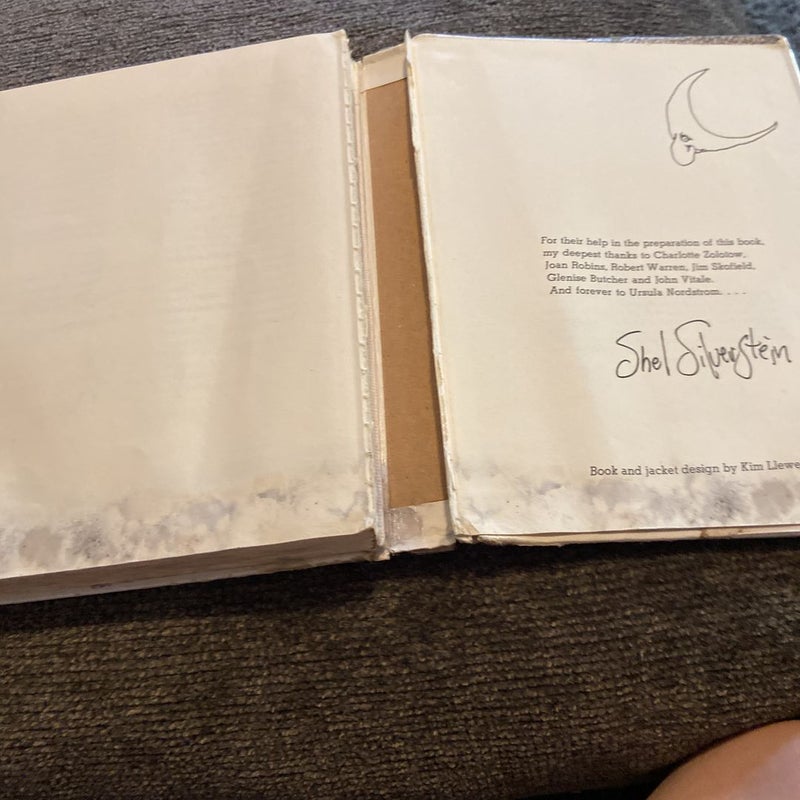 For their help in the preparation of this book,
my deepest thanks to Charlotte Zolotow,
Joan Robins, Robert Warren, Jim Skofield,
Glenise Butcher and John Vitale.
And forever to Ursula Nordstrom. . . .
Shel Silverstein
Book and jacket design by Kim Llewe